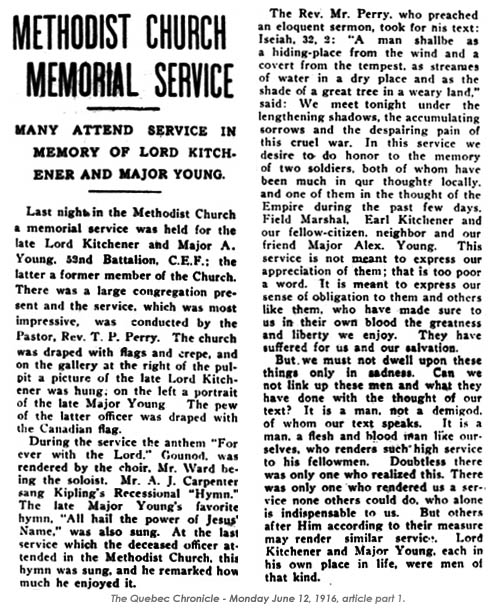 METHODIST CHURCH
MEMORIAL SERVICE
MANY ATTEND SERVICE IN
MEMORY OF LORD KITCH-
ENER AND MAJOR YOUNG.
Last night in the Methodist Church
a memorial service was held for the
late Lord Kitchener and Major A.
Young, 52nd Battalion, C.E.F.; the
latter a former member of the Church.
There was a large congregation pre-
sent and the service, which was most
impressive, was conducted by the
Pastor, Rev. T. P. Perry. The church
was draped with flags and crepe, and
on the gallery at the right of the pul-
pit a picture of the late Lord Kitch-
ener was hung; on the left a portrait
of the late Major Young The pew
of the latter officer was draped with
the Canadian flag.
During the service the anthem "For
ever with the Lord," Gounod, was
rendered by the choir, Mr. Ward be-
ing the soloist. Mr. A. J. Carpenter
sang Kipling's Recessional "Hymn."
The late Major Young's favorite
hymn, "All hail the power of Jesus'
Name," was also sung. At the last
service which the deceased officer at-
tended in the Methodist Church, this
hymn was sung, and he remarked how
much he enjoyed it.
The Rev. Mr. Perry, who preached
an eloquent sermon, took for his text:
Iseiah, 32, 2: "A man shallbe as
a hiding-place from the wind and a
covert from the tempest, as streames
of water in a dry place and as the
shade of a great tree in a weary land,"
said: We meet tonight under the
lengthening shadows, the accumulating
sorrows and the despairing pain of
this cruel war. In this service we
desire to do honor to the memory
of two soldiers, both of whom have
been much in our thoughts locally,
and one of them in the thought of the
Empire during the past few days,
Field Marshal, Earl Kitchener and
our fellow-citizen, neighbor and our
friend Major Alex. Young. This
service is not meant to express our
appreciation of them; that is too poor
a word. It is meant to express our
sense of obligation to them and others
like them, who have made sure to
us in their own blood the greatness
and liberty we enjoy. They have
suffered for us and our salvation.
But we must not dwell upon these
things only in sadness. Can we
not link up these men and what they
have done with the thought of our
text? It is a man, not a demigod,
of whom our text speaks. It is a
man, a flesh and blood man like our-
selves, who renders such high service
to his fellowmen. Doubtless there
was only one who realized this. There
was only one who rendered us a ser-
vice none others could do, who alone
is indispensable to us. But others
after Him according to their measure
may render similar service. Lord
Kitchener and Major Young, each in
his own place in life, were men of
that kind.
The Quebec Chronicle - Monday June 12, 1916, article part 1.